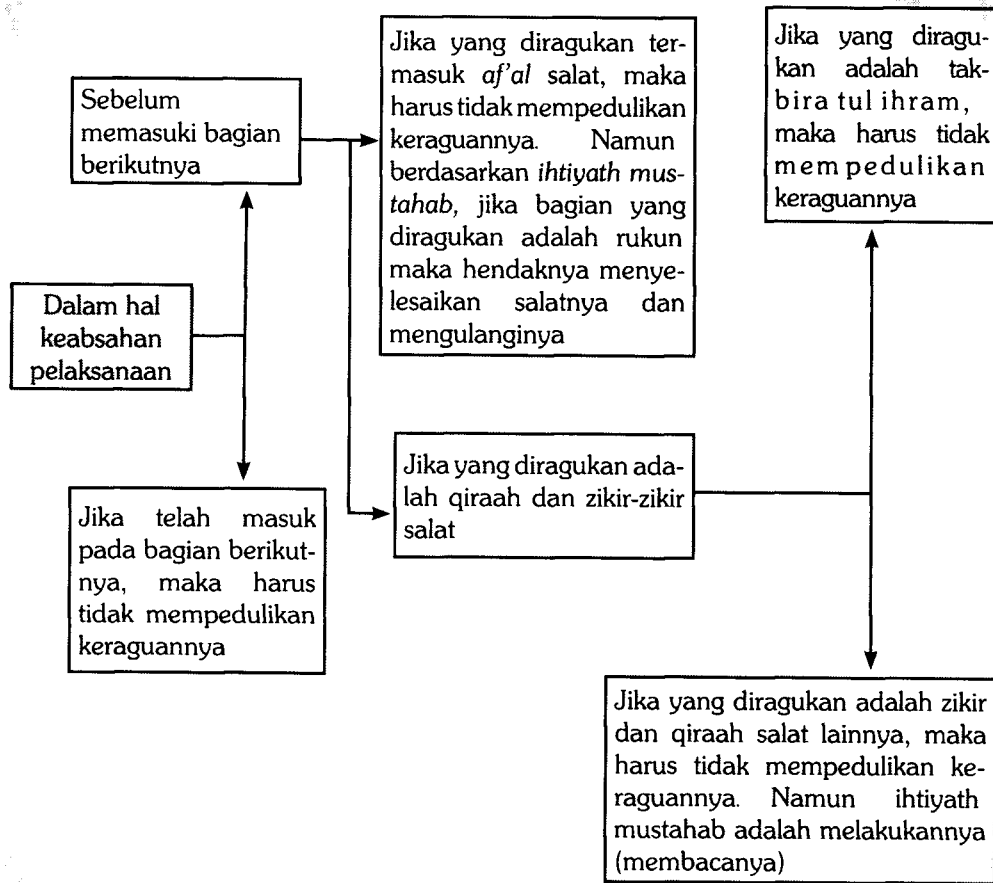 Sebelum
memasuki bagian
berikutnya
Jika yang diragukan ter-
masuk af'al salat, maka
harus tidak mempedulikan
keraguannya. Namun
berdasarkan ihtiyath mus-
tahab, jika bagian yang
diragukan adalah rukun
maka hendaknya menye-
lesaikan salatnya dan
mengulanginya
Jika yang diragu-
kan adalah tak-
bira tul ihram,
maka harus tidak
mem pedulikan
keraguannya
Dalam hal
keabsahan
pelaksanaan
Jika yang diragukan ada-
lah qiraah dan zikir-zikir
salat
Jika telah masuk
pada bagian berikut-
nya, maka harus
tidak mempedulikan
keraguannya
Jika yang diragukan adalah zikir
dan qiraah salat lainnya, maka
harus tidak mempedulikan ke-
raguannya. Namun ihtiyath
mustahab adalah melakukannya
(membacanya)